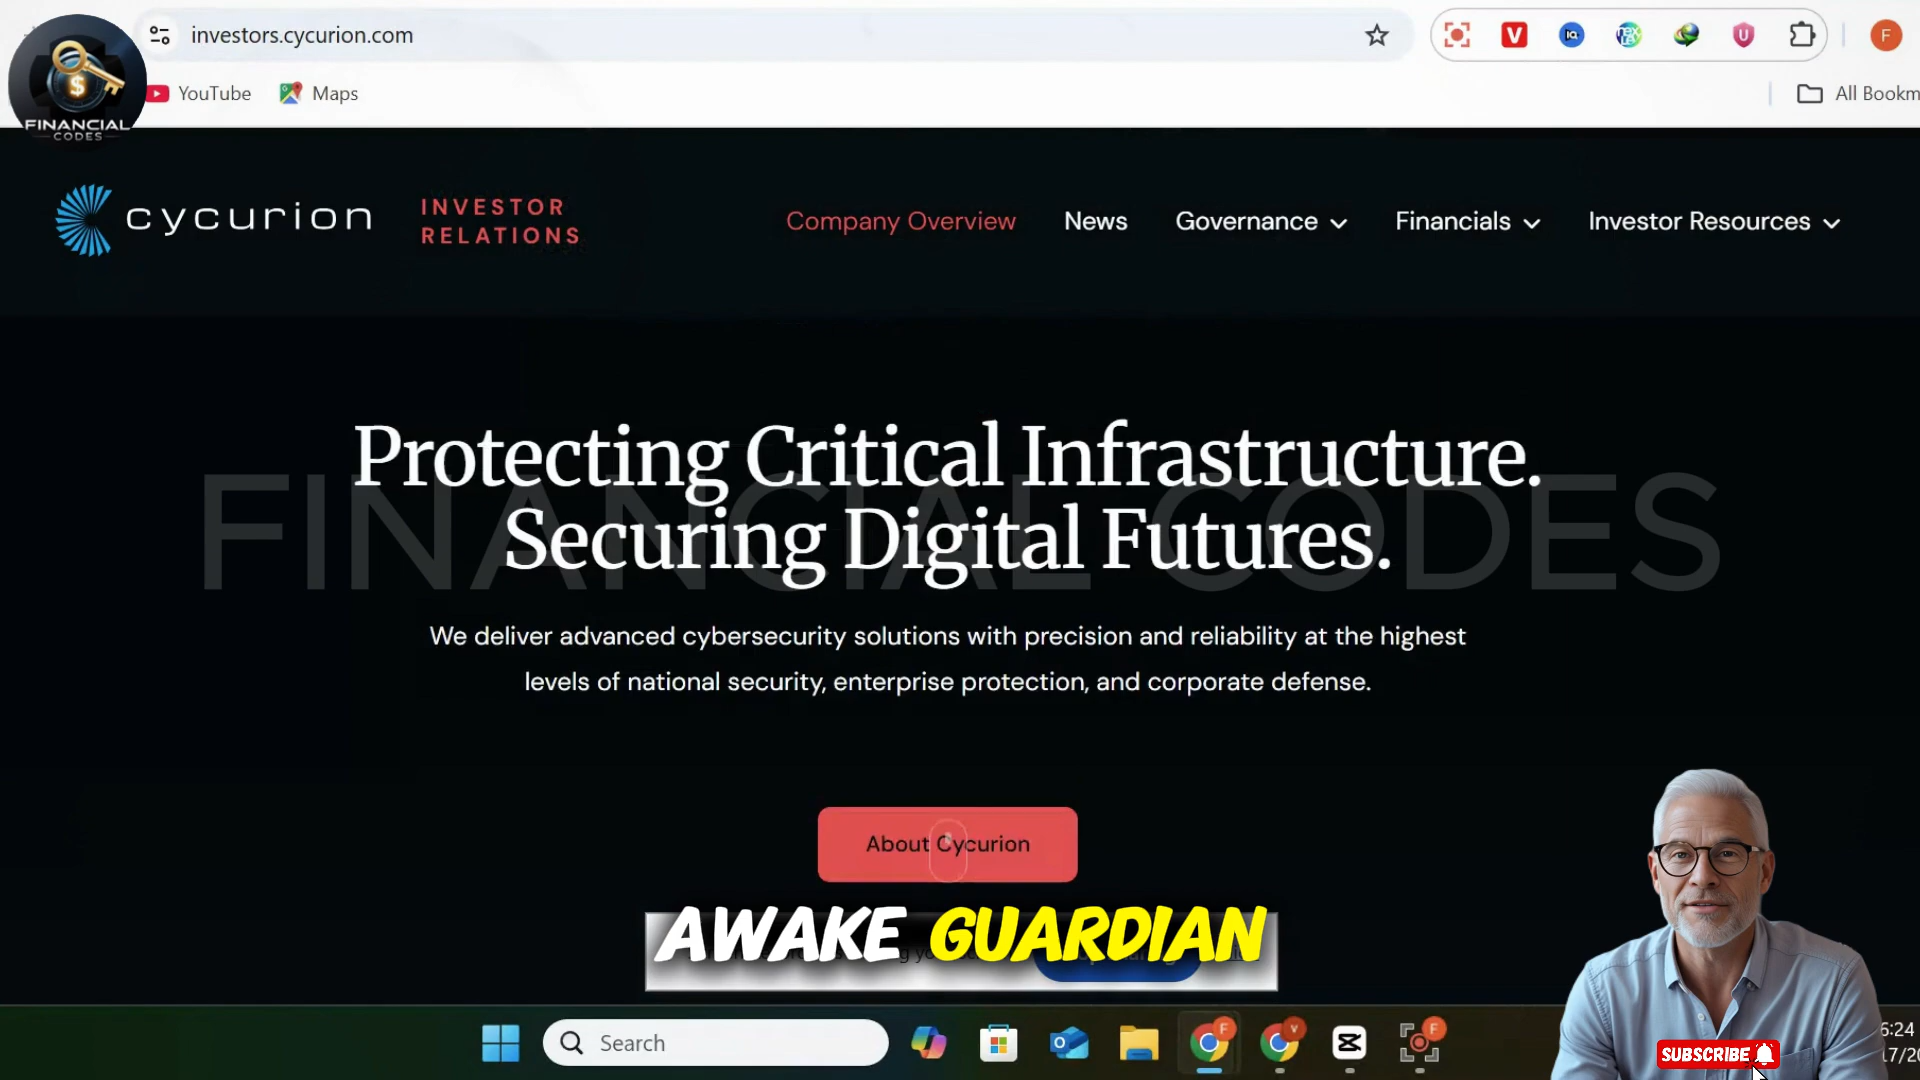 investors.cycurion.com
F
YouTube
Maps
All Bookm
FINANCIAL
CODES
cycurion
INVESTOR
RELATIONS
Company Overview
News
Governance
Financials
Investor Resources
Protecting Critical Infrastructure.
Securing Digital Futures.
FINANCIAL CODES
We deliver advanced cybersecurity solutions with precision and reliability at the highest
levels of national security, enterprise protection, and corporate defense.
About Cycurion
AWAKE GUARDIAN
Search
6:24
SUBSCRIBE